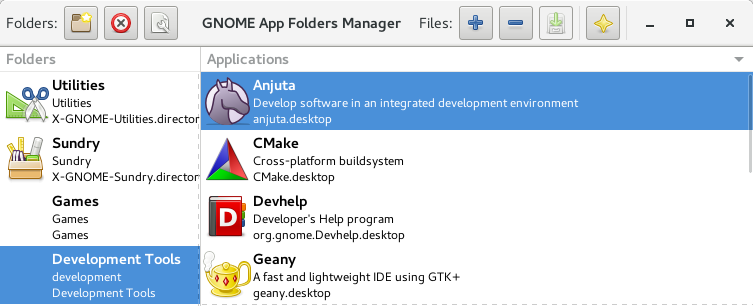 Folders:
GNOME App Folders Manager
Files:
Folders
Applications
Utilities
Utilities
X-GNOME-Utilities.director
Sundry
Sundry
X-GNOME-Sundry.director
Games
Games
Games
Development Tools
development
Development Tools
Anjuta
Develop software in an integrated development environment
anjuta.desktop
CMake
Cross-platform buildsystem
CMake.desktop
D
Devhelp
Developer's Help program
org.gnome.Devhelp.desktop
Geany
A fast and lightweight IDE using GTK+
geany.desktop